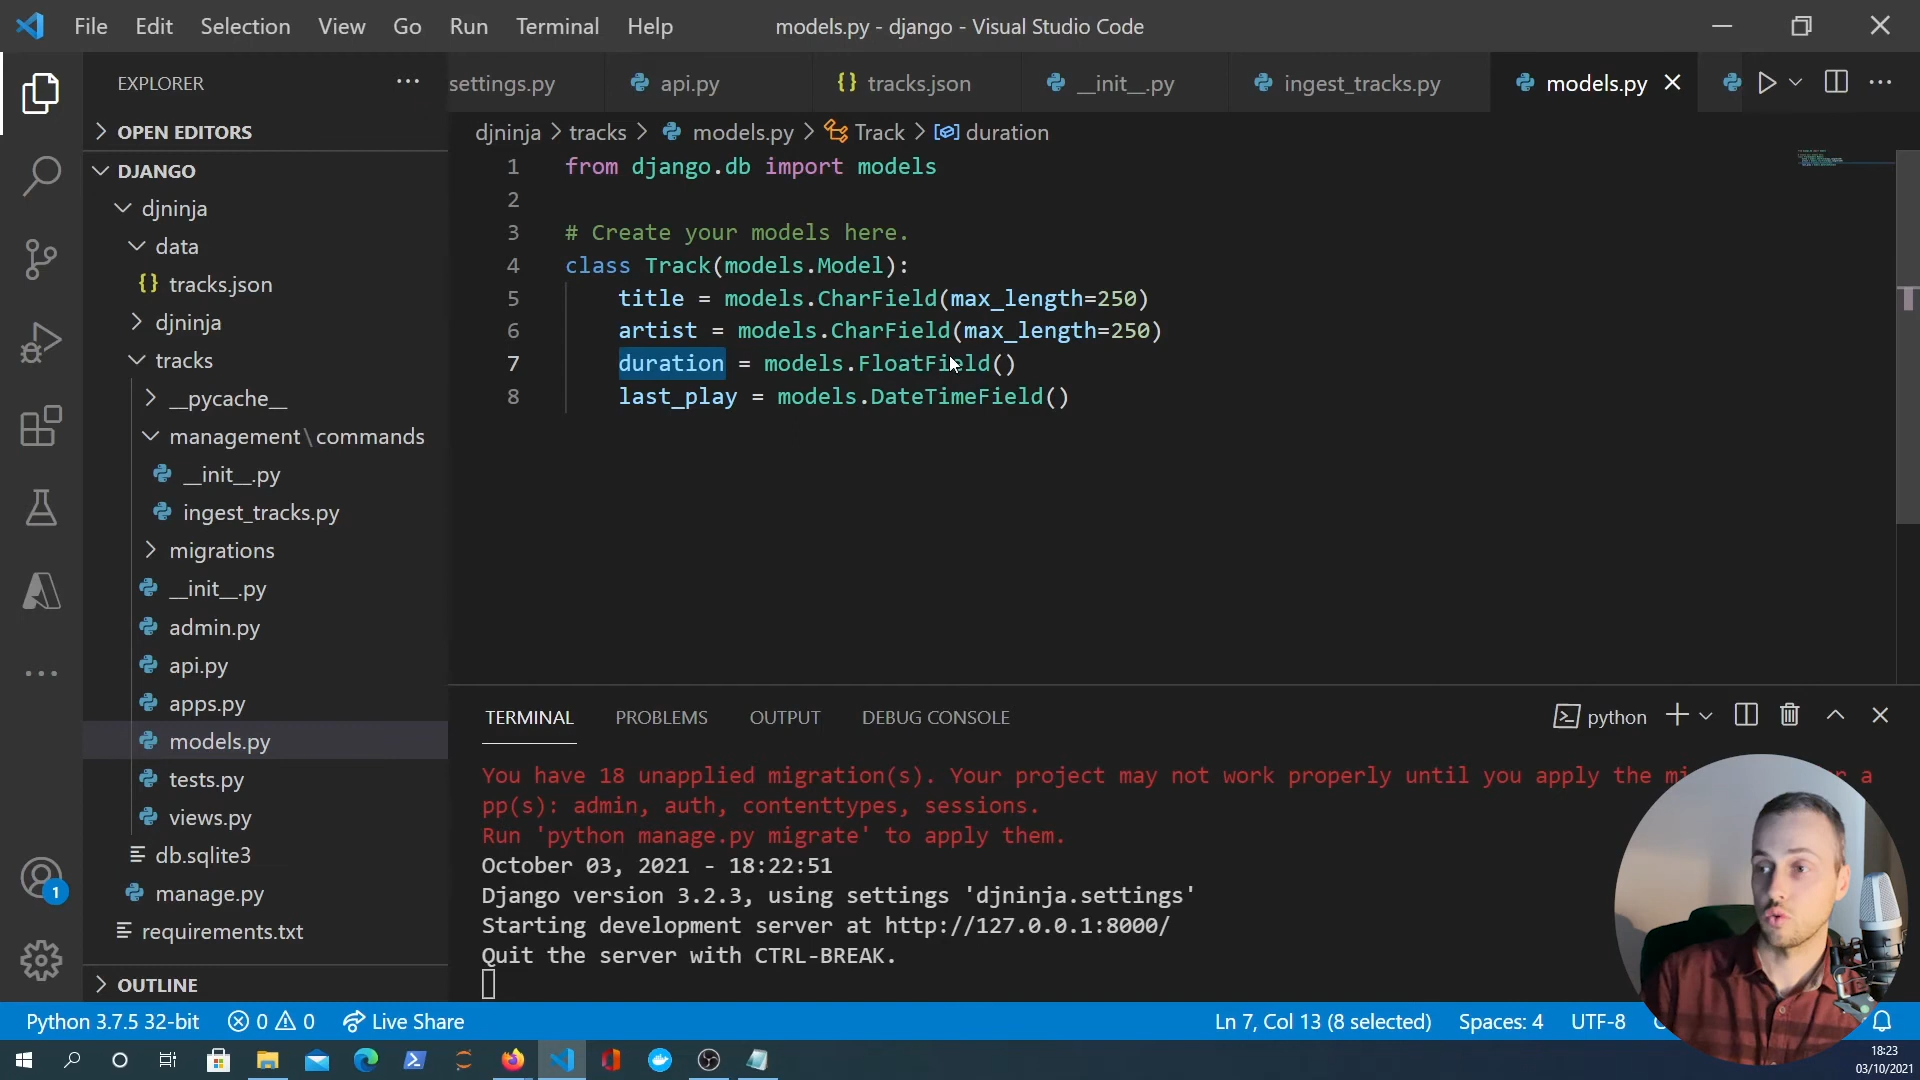 File Edit Selection View Go Run Terminal Help models.py - django - Visual Studio Code
EXPLORER
settings.py api.py {} tracks.json __init__.py ingest_tracks.py models.py
OPEN EDITORS
djninja > tracks > models.py > Track > duration
DJANGO
djninja
data
{} tracks.json
djninja
tracks
__pycache__
management\commands
__init__.py
ingest_tracks.py
migrations
__init__.py
admin.py
api.py
apps.py
models.py
tests.py
views.py
db.sqlite3
manage.py
requirements.txt
OUTLINE
1 from django.db import models
2
3 # Create your models here.
4 class Track(models.Model):
5 title = models.CharField(max_length=250)
6 artist = models.CharField(max_length=250)
7 duration = models.FloatField()
8 last_play = models.DateTimeField()
TERMINAL PROBLEMS OUTPUT DEBUG CONSOLE python
You have 18 unapplied migration(s). Your project may not work properly until you apply the a
pp(s): admin, auth, contenttypes, sessions.
Run 'python manage.py migrate' to apply them.
October 03, 2021 - 18:22:51
Django version 3.2.3, using settings 'djninja.settings'
Starting development server at http://127.0.0.1:8000/
Quit the server with CTRL-BREAK.
1
Python 3.7.5 32-bit 0 0 Live Share Ln 7, Col 13 (8 selected) Spaces: 4 UTF-8
18:23
03/10/2021